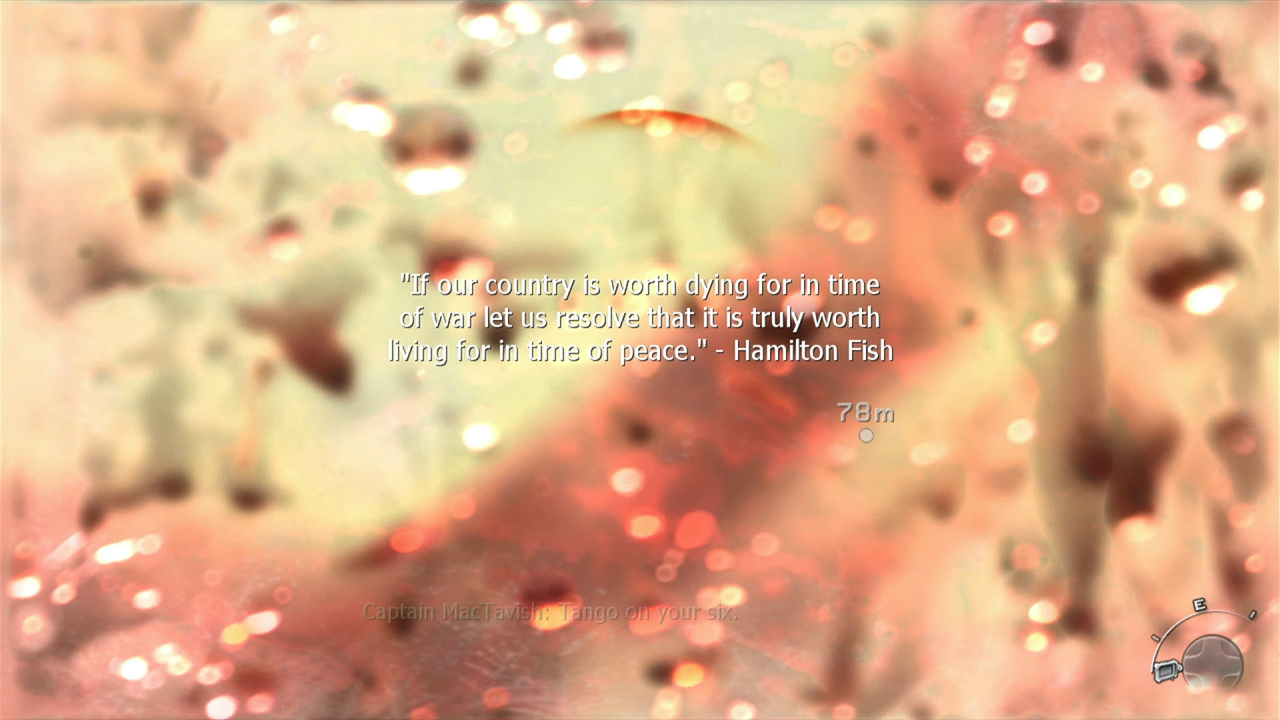 "If our country is worth dying for in time
of war let us resolve that it is truly worth
living for in time of peace." - Hamilton Fish
78m
Captain MacTavish: Tango on your six.
E